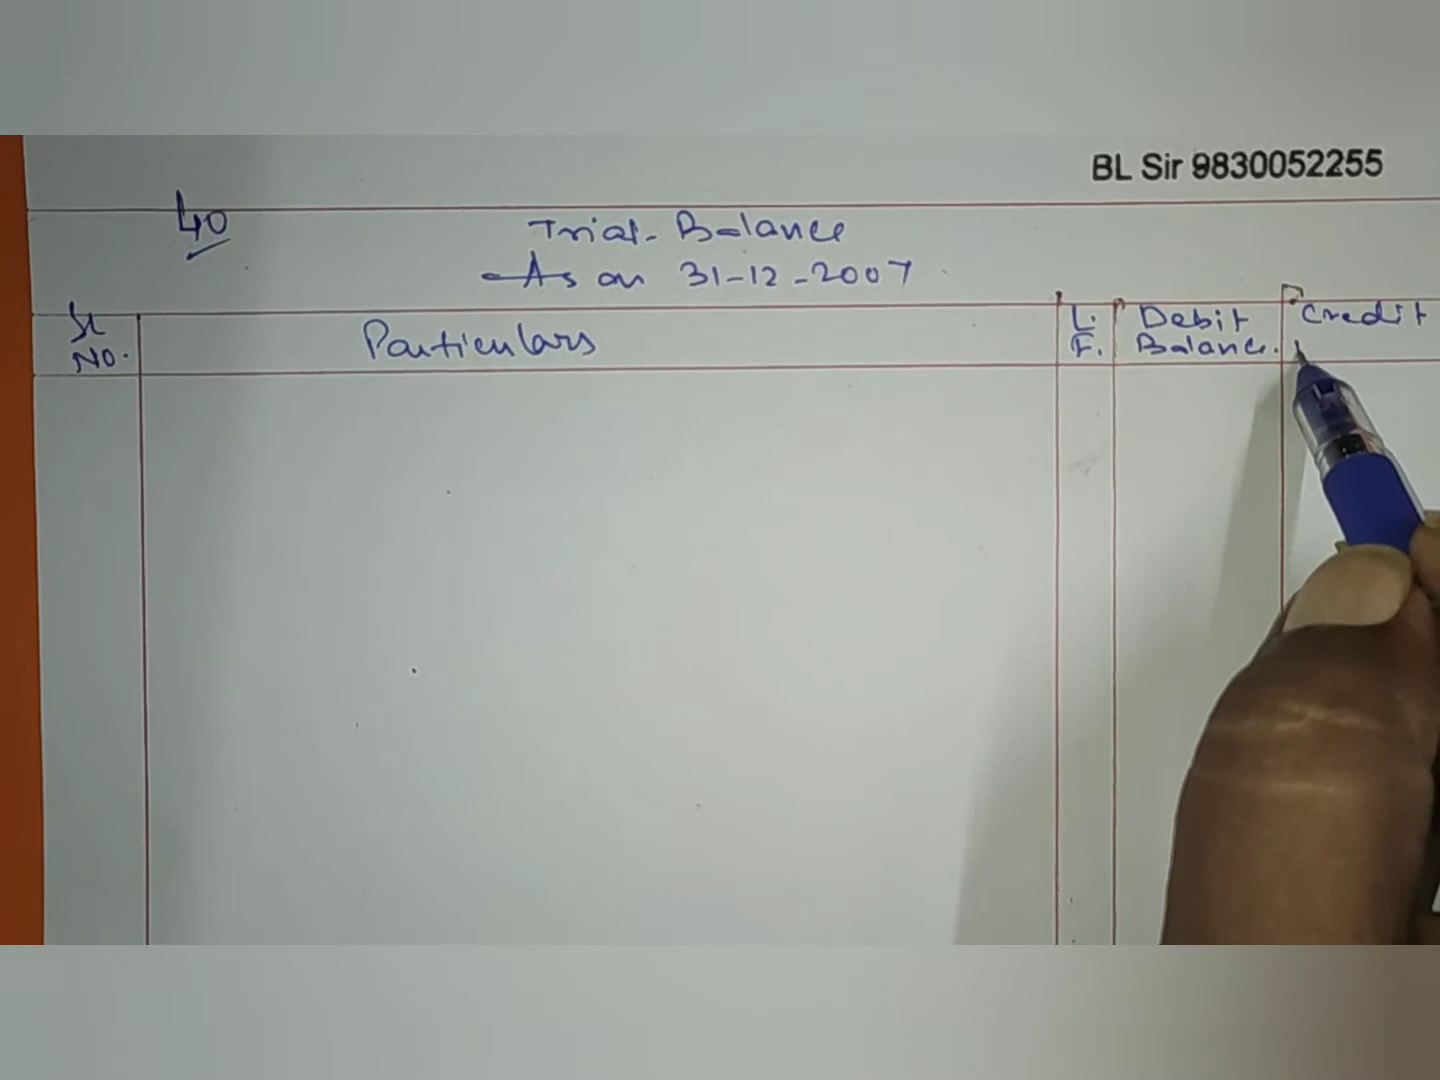 BL Sir 9830052255
40
Trial Balance
As on 31-12-2007
Sl No.
Particulars
L. F.
Debit Balance.
Credit